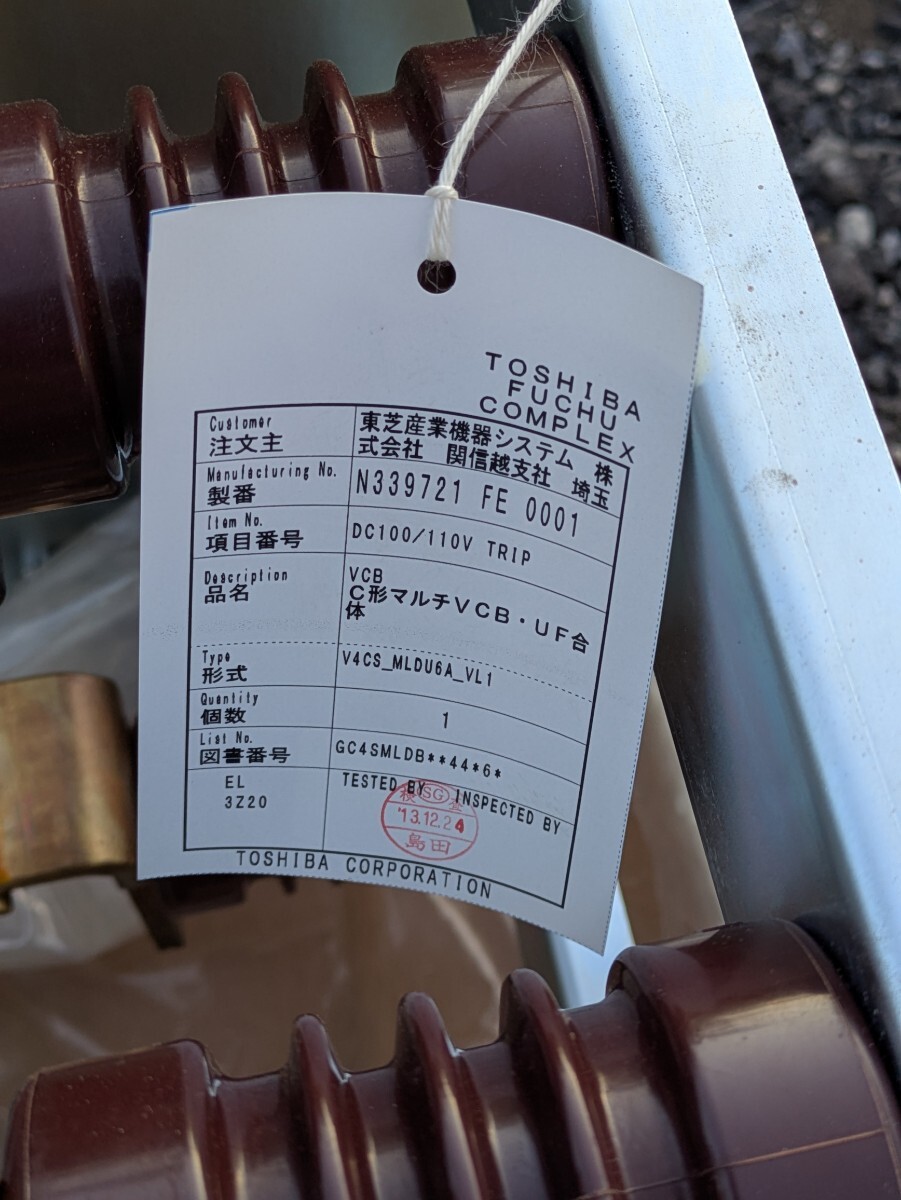 TOSHIBA
FUCHU
COMPLEX
Customer
注文主
東芝産業機器システム 株
式会社 関信越支社 埼玉
Manufacturing No.
製番
N339721 FE 0001
Item No.
項目番号
DC100/110V TRIP
Description
品名
VCB
C形マルチVCB・UF合
体
Type
形式
V4CS_MLDU6A_VL1
Quantity
個数
1
List No.
図書番号
GC4SMLDB**44*6*
EL
3Z20
TESTED BY INSPECTED BY
検 SG 査
'13.12.24
島田
TOSHIBA CORPORATION